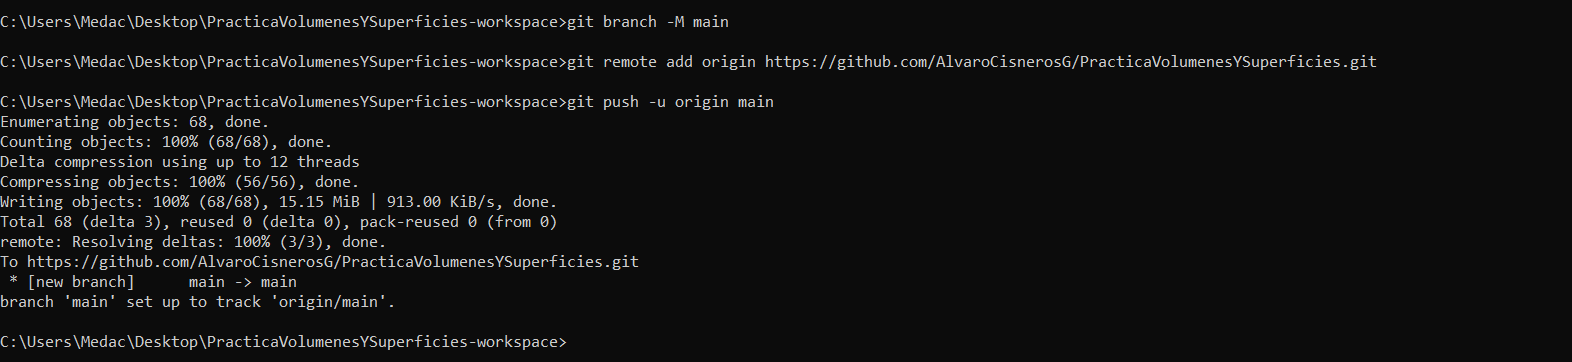 C:\Users\Medac\Desktop\PracticaVolumenesYSuperficies-workspace>git branch -M main
C:\Users\Medac\Desktop\PracticaVolumenesYSuperficies-workspace>git remote add origin https://github.com/AlvaroCisnerosG/PracticaVolumenesYSuperficies.git
C:\Users\Medac\Desktop\PracticaVolumenesYSuperficies-workspace>git push -u origin main
Enumerating objects: 68, done.
Counting objects: 100% (68/68), done.
Delta compression using up to 12 threads
Compressing objects: 100% (56/56), done.
Writing objects: 100% (68/68), 15.15 MiB | 913.00 KiB/s, done.
Total 68 (delta 3), reused 0 (delta 0), pack-reused 0 (from 0)
remote: Resolving deltas: 100% (3/3), done.
To https://github.com/AlvaroCisnerosG/PracticaVolumenesYSuperficies.git
 * [new branch]      main -> main
branch 'main' set up to track 'origin/main'.
C:\Users\Medac\Desktop\PracticaVolumenesYSuperficies-workspace>